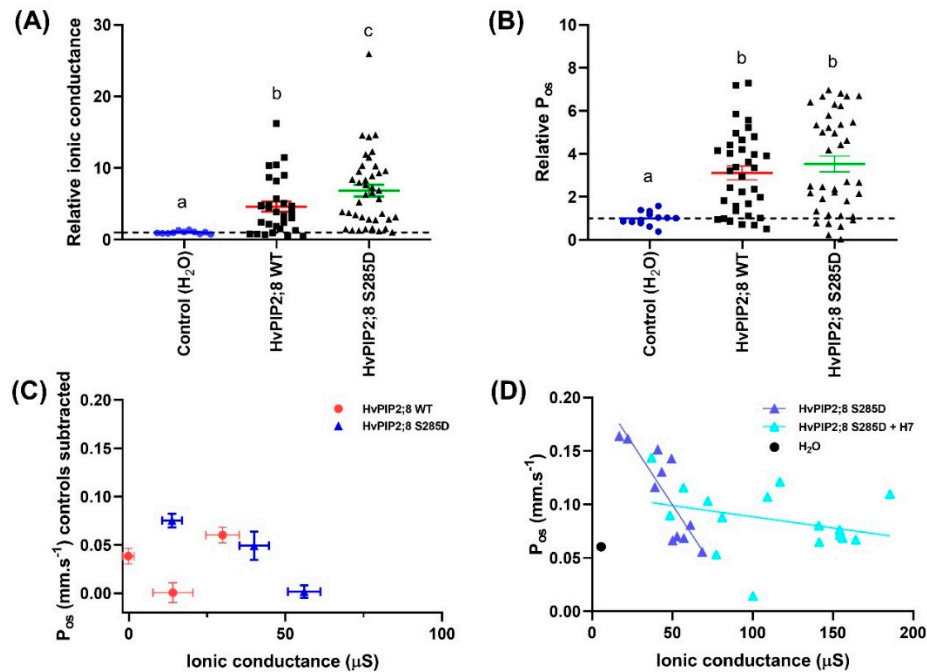 (A)
Relative ionic conductance
30
20
10
0
a
b
c
Control (H₂O)
HvPIP2;8 WT
HvPIP2;8 S285D
(B)
Relative Pos
10
8
6
4
2
0
a
b
b
Control (H₂O)
HvPIP2;8 WT
HvPIP2;8 S285D
(C)
Pos (mm.s⁻¹) controls subtracted
0.20
0.15
0.10
0.05
0.00
0
50
100
Ionic conductance (µS)
HvPIP2;8 WT
HvPIP2;8 S285D
(D)
Pos (mm.s⁻¹)
0.20
0.15
0.10
0.05
0.00
0
50
100
150
200
Ionic conductance (µS)
HvPIP2;8 S285D
HvPIP2;8 S285D + H7
H₂O